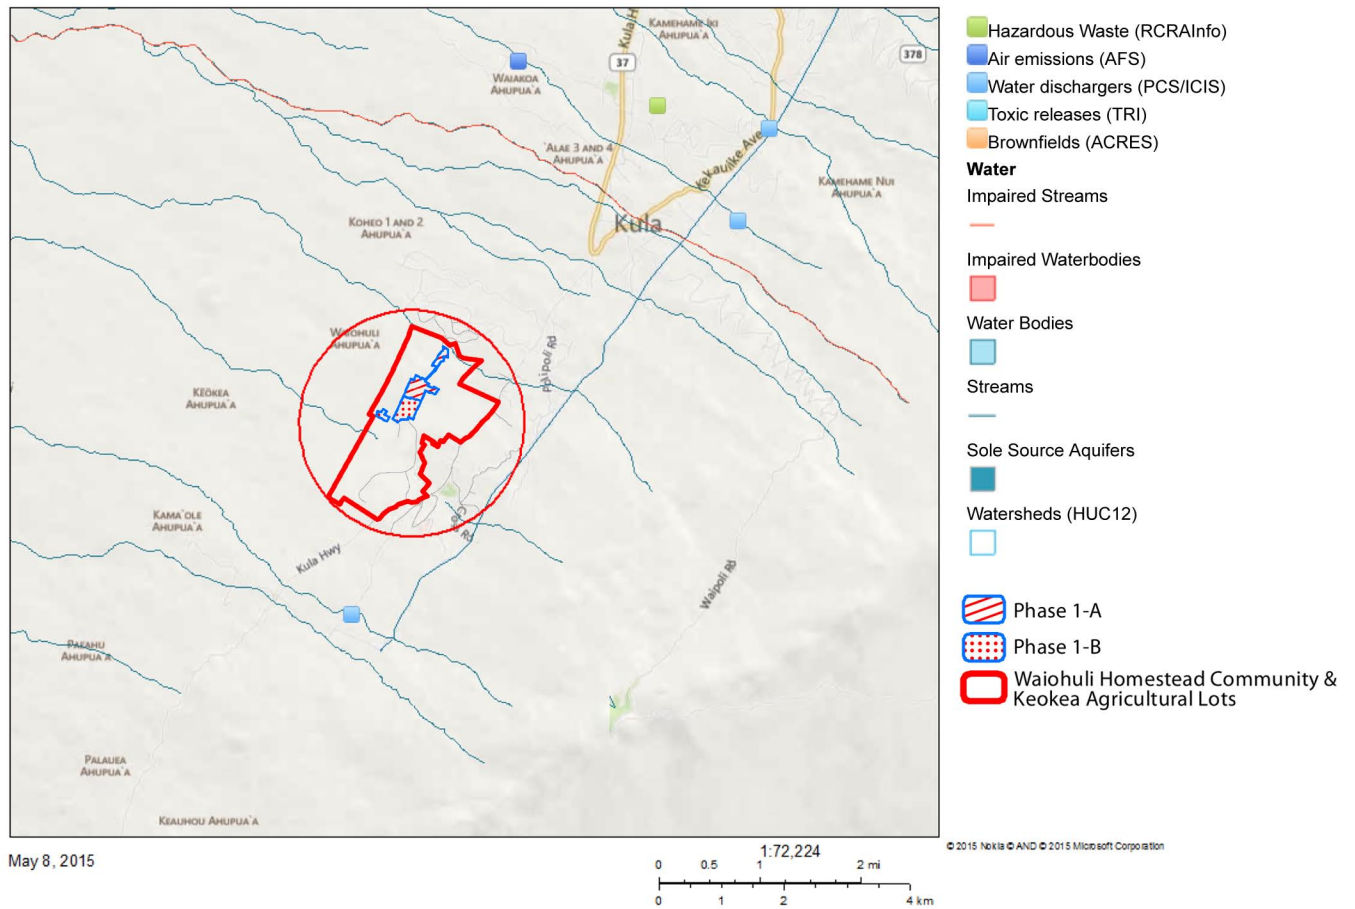 KAMEHAME IKI
AHUPUA`A
Kula H
37
378
WAIAKOA
AHUPUA`A
`ALAE 3 AND 4
AHUPUA`A
Kekaulike Ave
KAMEHAME NUI
AHUPUA`A
KOHEO 1 AND 2
AHUPUA`A
Kula
WAIOHULI
AHUPUA`A
Polipoli Rd
KĒŌKEA
AHUPUA`A
KAMA`OLE
AHUPUA`A
Rd
Kula Hwy
Waipoli Rd
PAEAHU
AHUPUA`A
PALAUEA
AHUPUA`A
KEAUHOU AHUPUA`A
Hazardous Waste (RCRAInfo)
Air emissions (AFS)
Water dischargers (PCS/ICIS)
Toxic releases (TRI)
Brownfields (ACRES)
Water
Impaired Streams
Impaired Waterbodies
Water Bodies
Streams
Sole Source Aquifers
Watersheds (HUC12)
Phase 1-A
Phase 1-B
Waiohuli Homestead Community &
Keokea Agricultural Lots
© 2015 Nokia © AND © 2015 Microsoft Corporation
May 8, 2015
1:72,224
0 0.5 1 2 mi
0 1 2 4 km